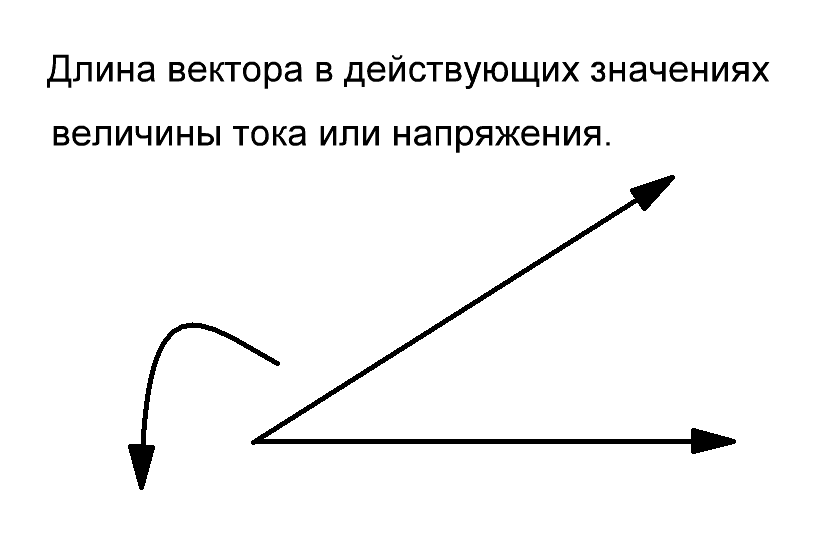 Длина вектора в действующих значениях
величины тока или напряжения.